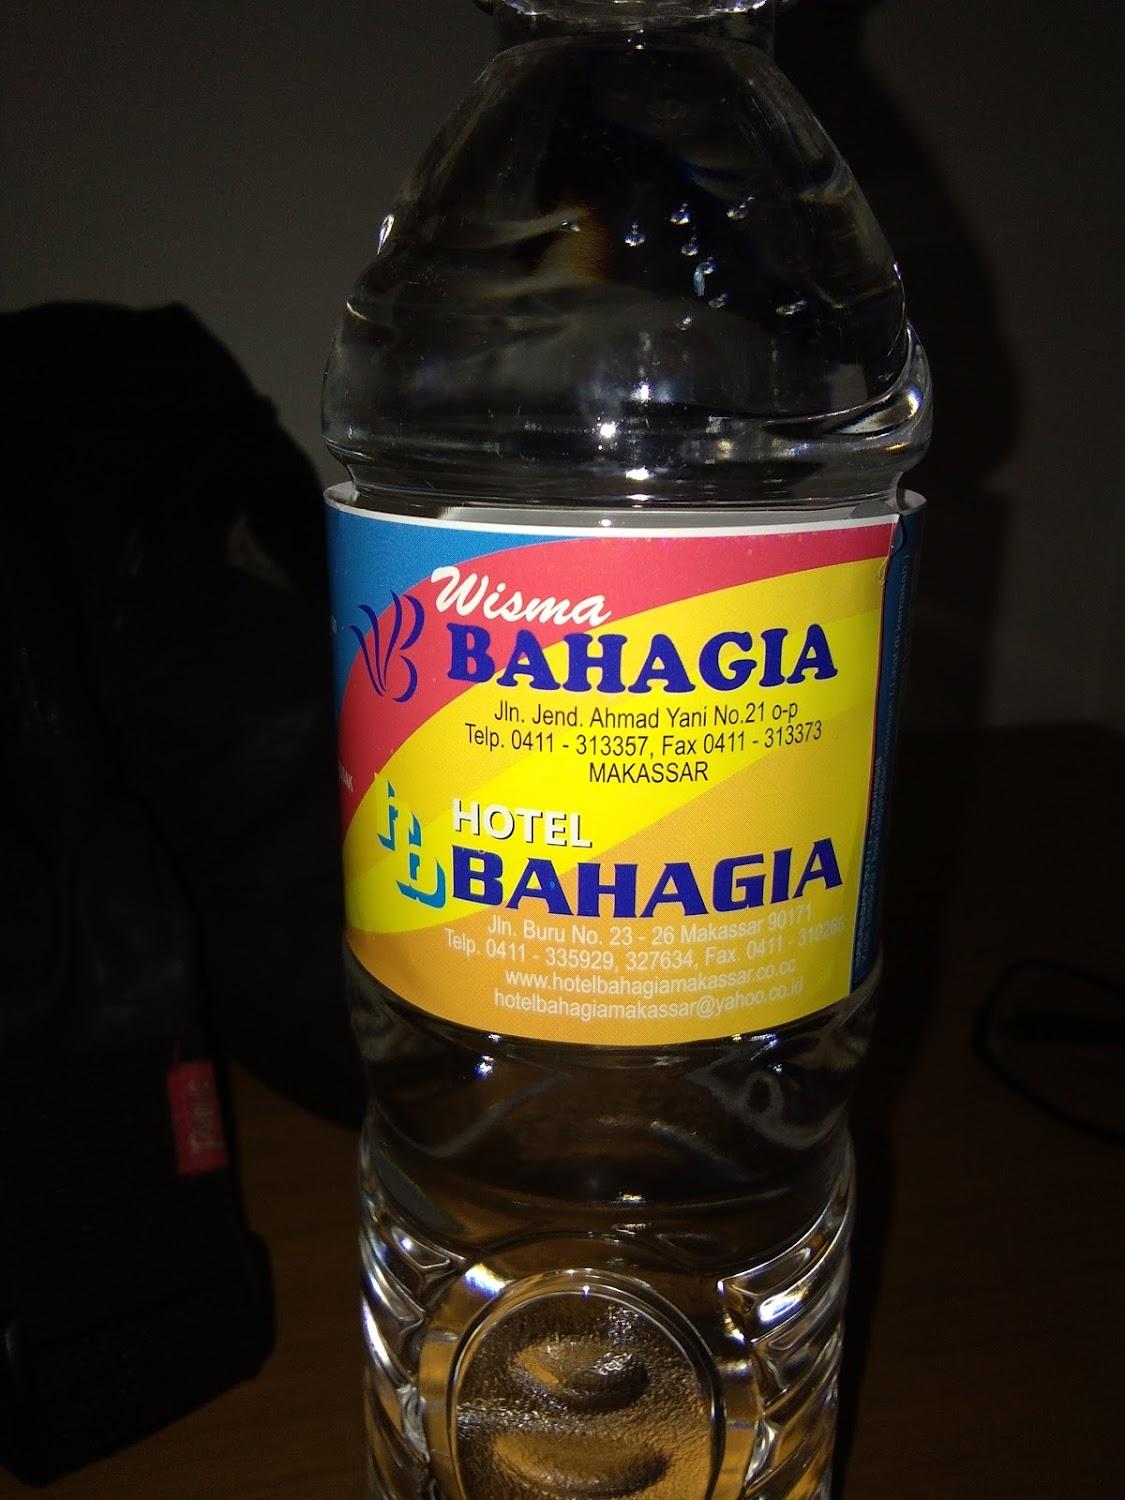 Wisma
BAHAGIA
Jln. Jend. Ahmad Yani No.21 o-p
Telp. 0411 - 313357, Fax 0411 - 313373
MAKASSAR
HOTEL
BAHAGIA
Jln. Buru No. 23 - 26 Makassar 90171
Telp. 0411 - 335929, 327634, Fax. 0411 - 310266
www.hotelbahagiamakassar.co.cc
hotelbahagiamakassar@yahoo.co.id